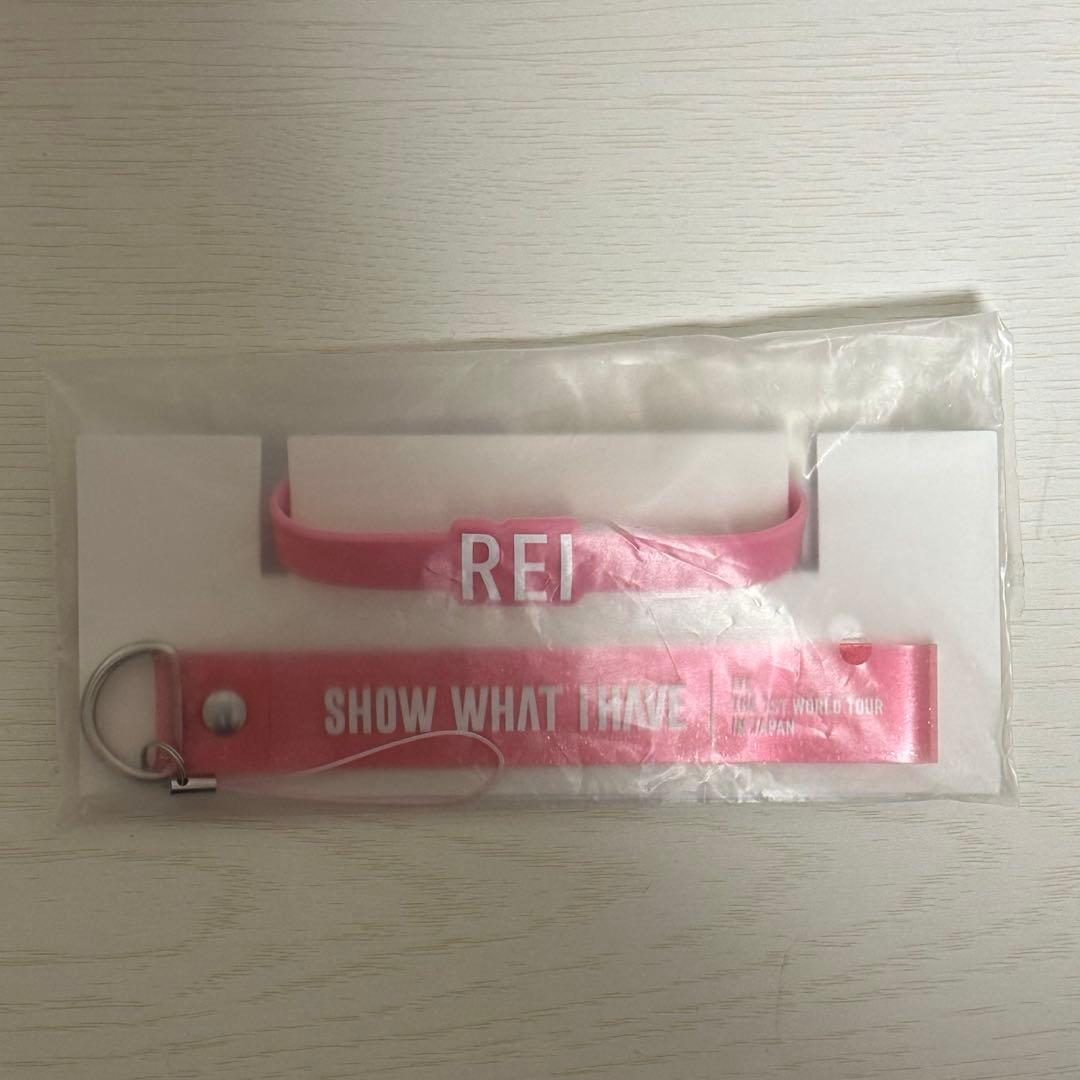 REI
SHOW WHAT I HAVE
THE 1ST WORLD TOUR
IN JAPAN